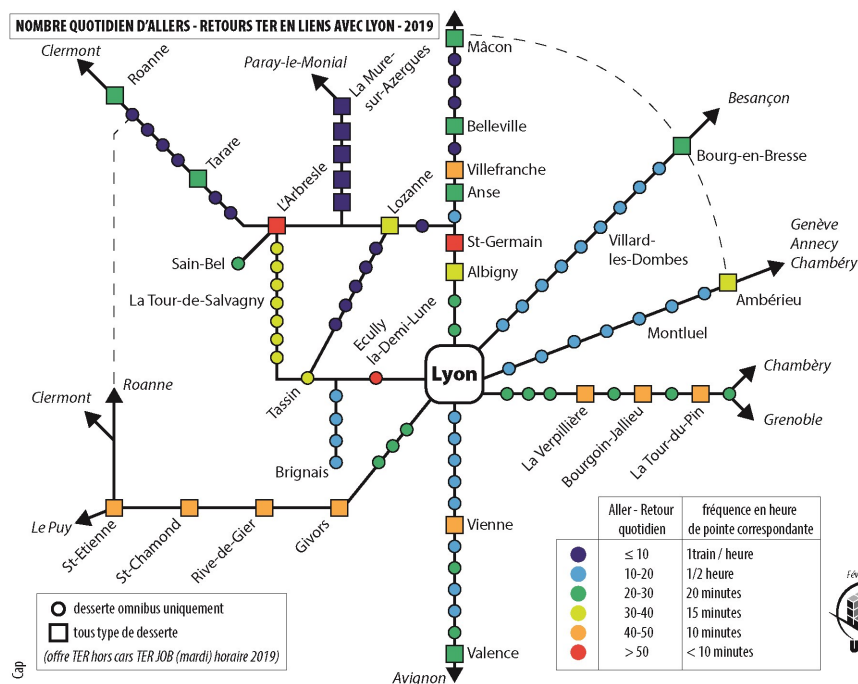 NOMBRE QUOTIDIEN D'ALLERS - RETOURS TER EN LIENS AVEC LYON - 2019
Clermont
Roanne
Paray-le-Monial
La Mure-
sur-Azergues
Mâcon
Besançon
Tarare
Belleville
Bourg-en-Bresse
Villefranche
Anse
L'Arbresle
Lozanne
Genève
Annecy
Chambéry
Sain-Bel
St-Germain
Villard-
les-Dombes
La Tour-de-Salvagny
Albigny
Ambérieu
Ecully
la-Demi-Lune
Montluel
Lyon
Chambèry
Clermont
Roanne
Tassin
Grenoble
La Verpillière
Bourgoin-Jallieu
La Tour-du-Pin
Brignais
Le Puy
St-Etienne
St-Chamond
Rive-de-Gier
Givors
Vienne
Aller - Retour
quotidien
fréquence en heure
de pointe correspondante
≤ 10 1train / heure
10-20 1/2 heure
20-30 20 minutes
30-40 15 minutes
40-50 10 minutes
> 50 < 10 minutes
desserte omnibus uniquement
tous type de desserte
(offre TER hors cars TER JOB (mardi) horaire 2019)
Valence
Avignon
Cap